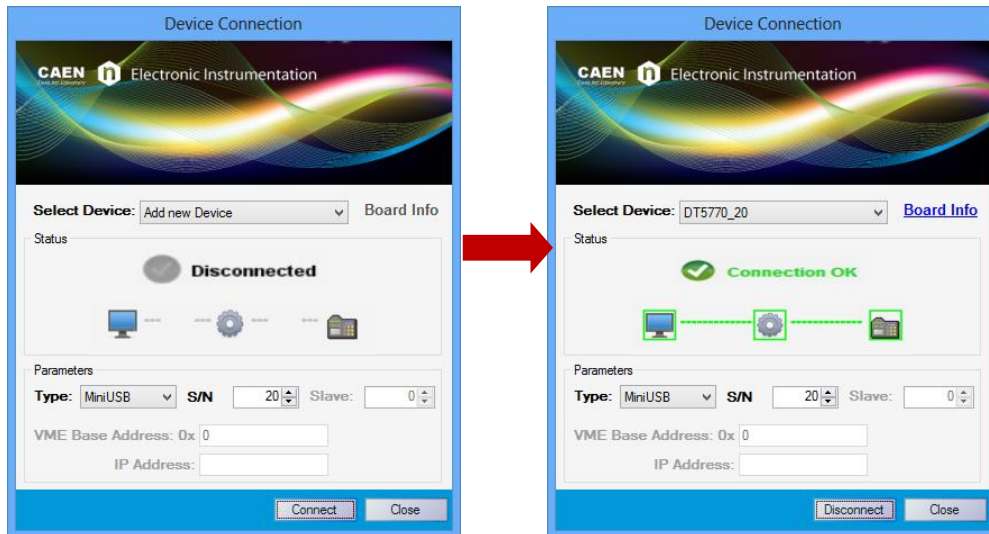 Device Connection
CAEN n Electronic Instrumentation
Select Device: Add new Device Board Info
Status
Disconnected
Parameters
Type: MiniUSB S/N 20 Slave: 0
VME Base Address: 0x 0
IP Address:
Connect Close
Device Connection
CAEN n Electronic Instrumentation
Select Device: DT5770_20 Board Info
Status
Connection OK
Parameters
Type: MiniUSB S/N 20 Slave: 0
VME Base Address: 0x 0
IP Address:
Disconnect Close